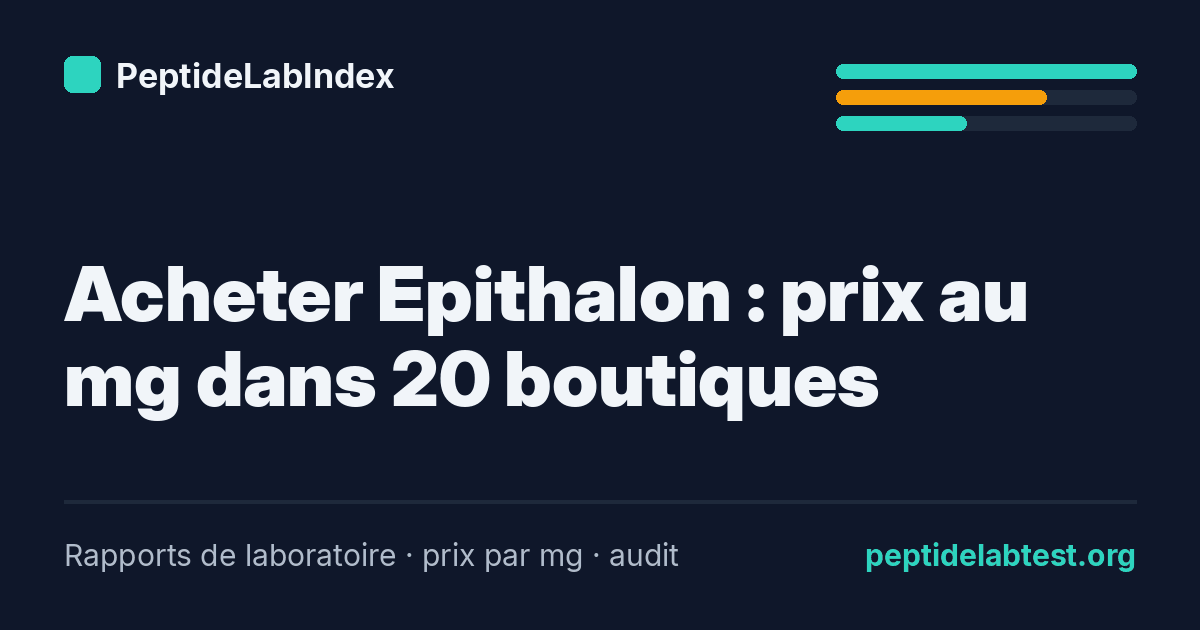 PeptideLabIndex
Acheter Epithalon : prix au
mg dans 20 boutiques
Rapports de laboratoire · prix par mg · audit
peptidelabtest.org